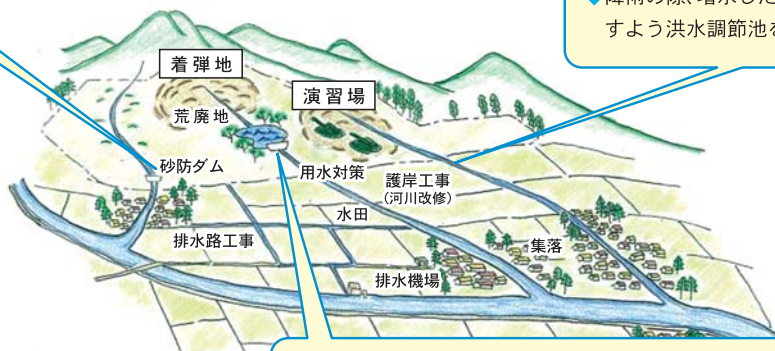 ◆降雨の際、増水した
すよう洪水調節池を
着弾地
演習場
荒廃地
砂防ダム
用水対策
護岸工事
(河川改修)
水田
排水路工事
集落
排水機場